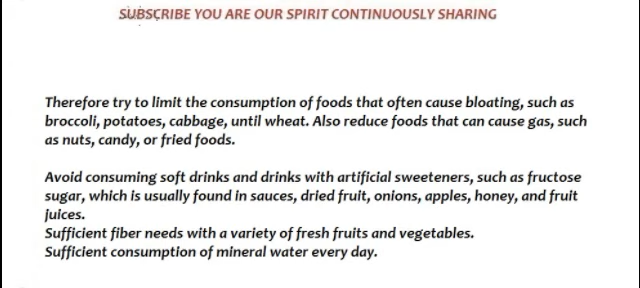 SUBSCRIBE YOU ARE OUR SPIRIT CONTINUOUSLY SHARING
Therefore try to limit the consumption of foods that often cause bloating, such as
broccoli, potatoes, cabbage, until wheat. Also reduce foods that can cause gas, such
as nuts, candy, or fried foods.
Avoid consuming soft drinks and drinks with artificial sweeteners, such as fructose
sugar, which is usually found in sauces, dried fruit, onions, apples, honey, and fruit
juices.
Sufficient fiber needs with a variety of fresh fruits and vegetables.
Sufficient consumption of mineral water every day.